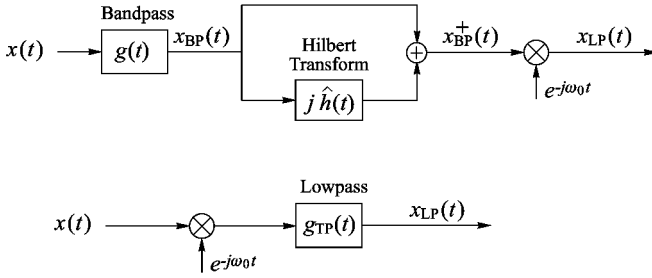 Bandpass
x(t)
g(t)
x_BP(t)
Hilbert
Transform
j ĥ(t)
+
x_BP^+(t)
×
x_LP(t)
e^-jω₀t
Lowpass
x(t)
×
g_TP(t)
x_LP(t)
e^-jω₀t